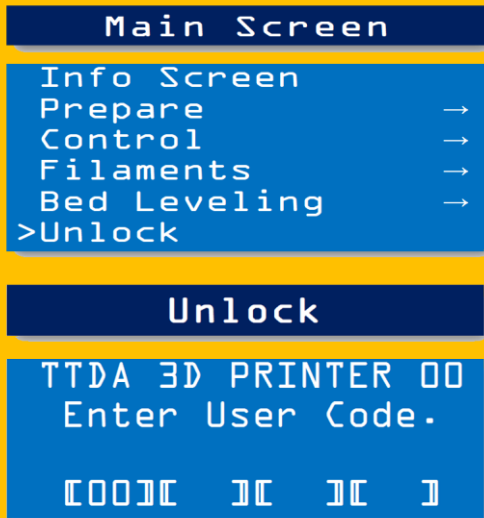 Main Screen
Info Screen
Prepare →
Control →
Filaments →
Bed Leveling →
>Unlock
Unlock
TTDA 3D PRINTER 00
Enter User Code.
[00][  ][  ][  ]